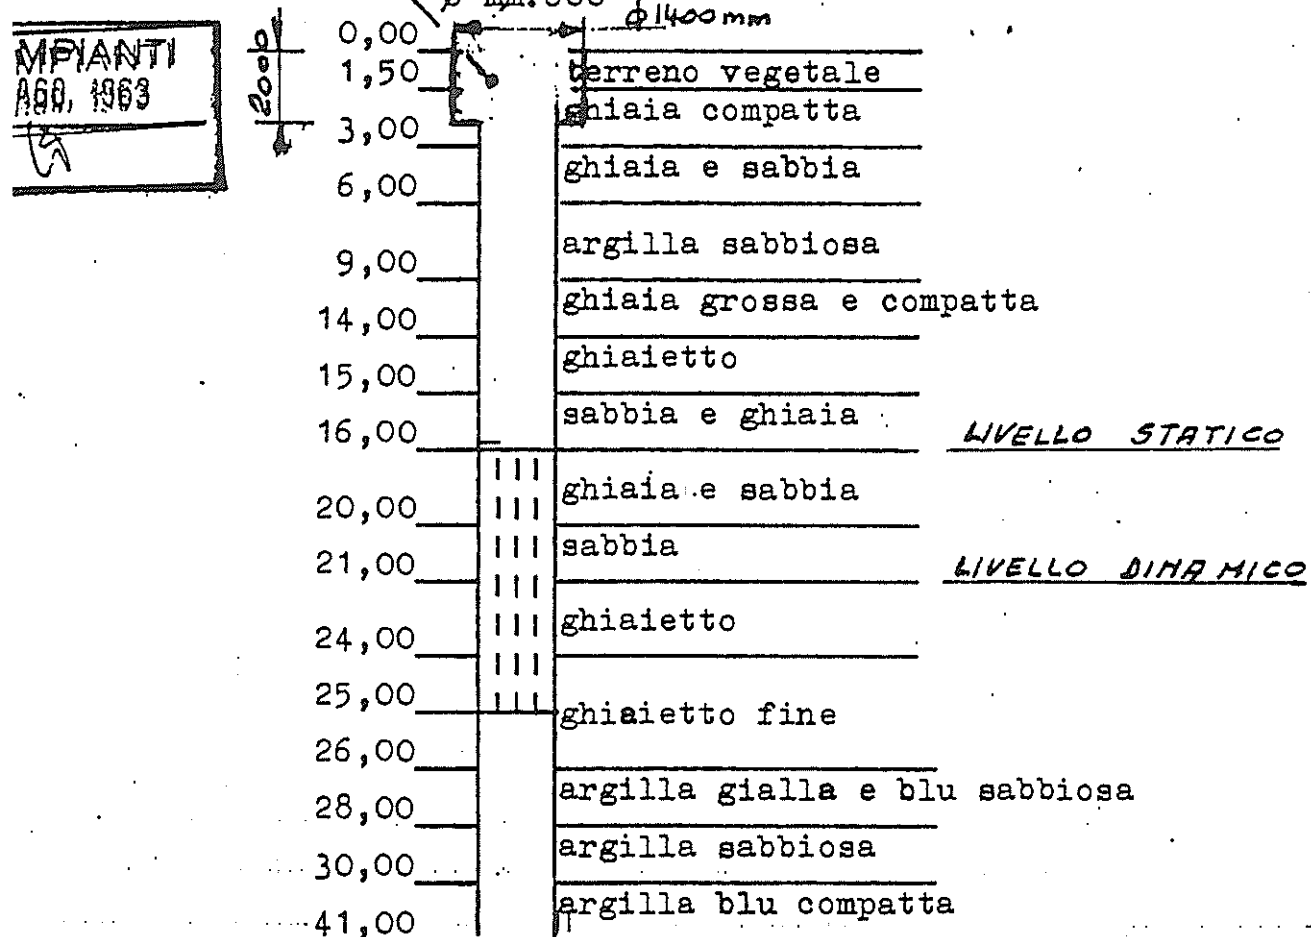 ϕ 1400 mm
MPIANTI
AGO. 1963
2000
0,00
1,50 terreno vegetale
ghiaia compatta
3,00
ghiaia e sabbia
6,00
argilla sabbiosa
9,00
ghiaia grossa e compatta
14,00
ghiaietto
15,00
sabbia e ghiaia
16,00 LIVELLO STATICO
ghiaia e sabbia
20,00
sabbia
21,00 LIVELLO DINAMICO
ghiaietto
24,00
25,00
ghiaietto fine
26,00
argilla gialla e blu sabbiosa
28,00
argilla sabbiosa
30,00
argilla blu compatta
41,00